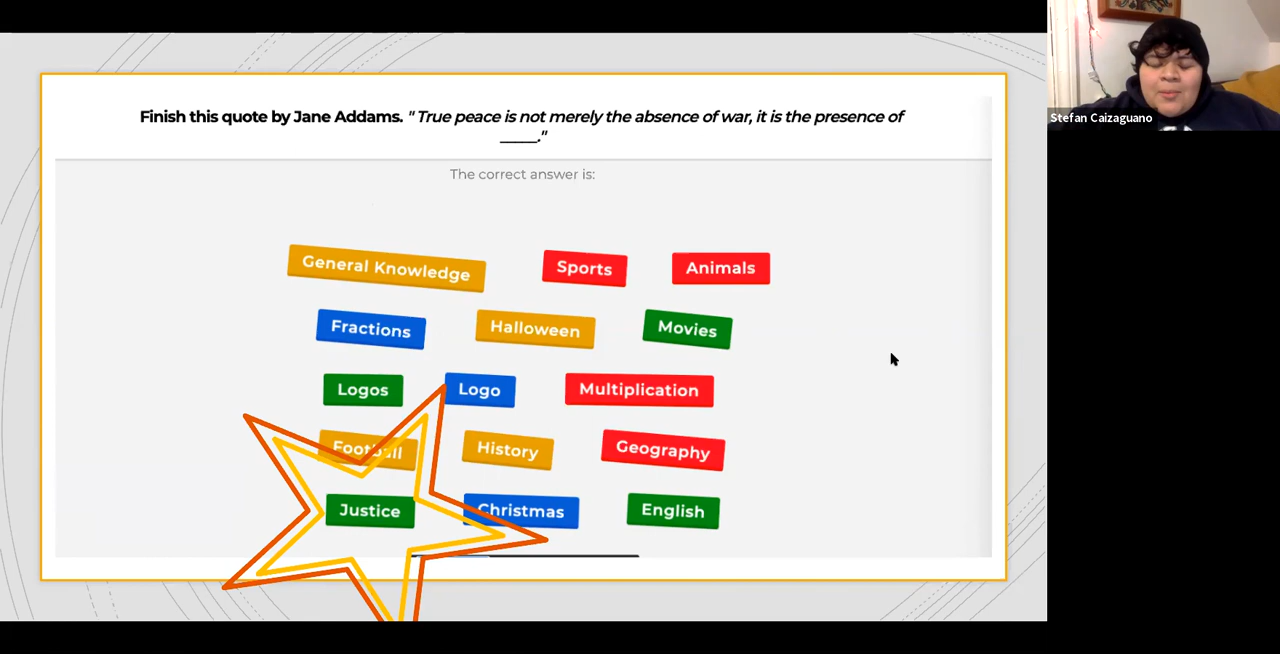 Finish this quote by Jane Addams. " True peace is not merely the absence of war, it is the presence of
_____."
Stefan Caizaguano
The correct answer is:
General Knowledge
Sports
Animals
Fractions
Halloween
Movies
Logos
Logo
Multiplication
Football
History
Geography
Justice
Christmas
English